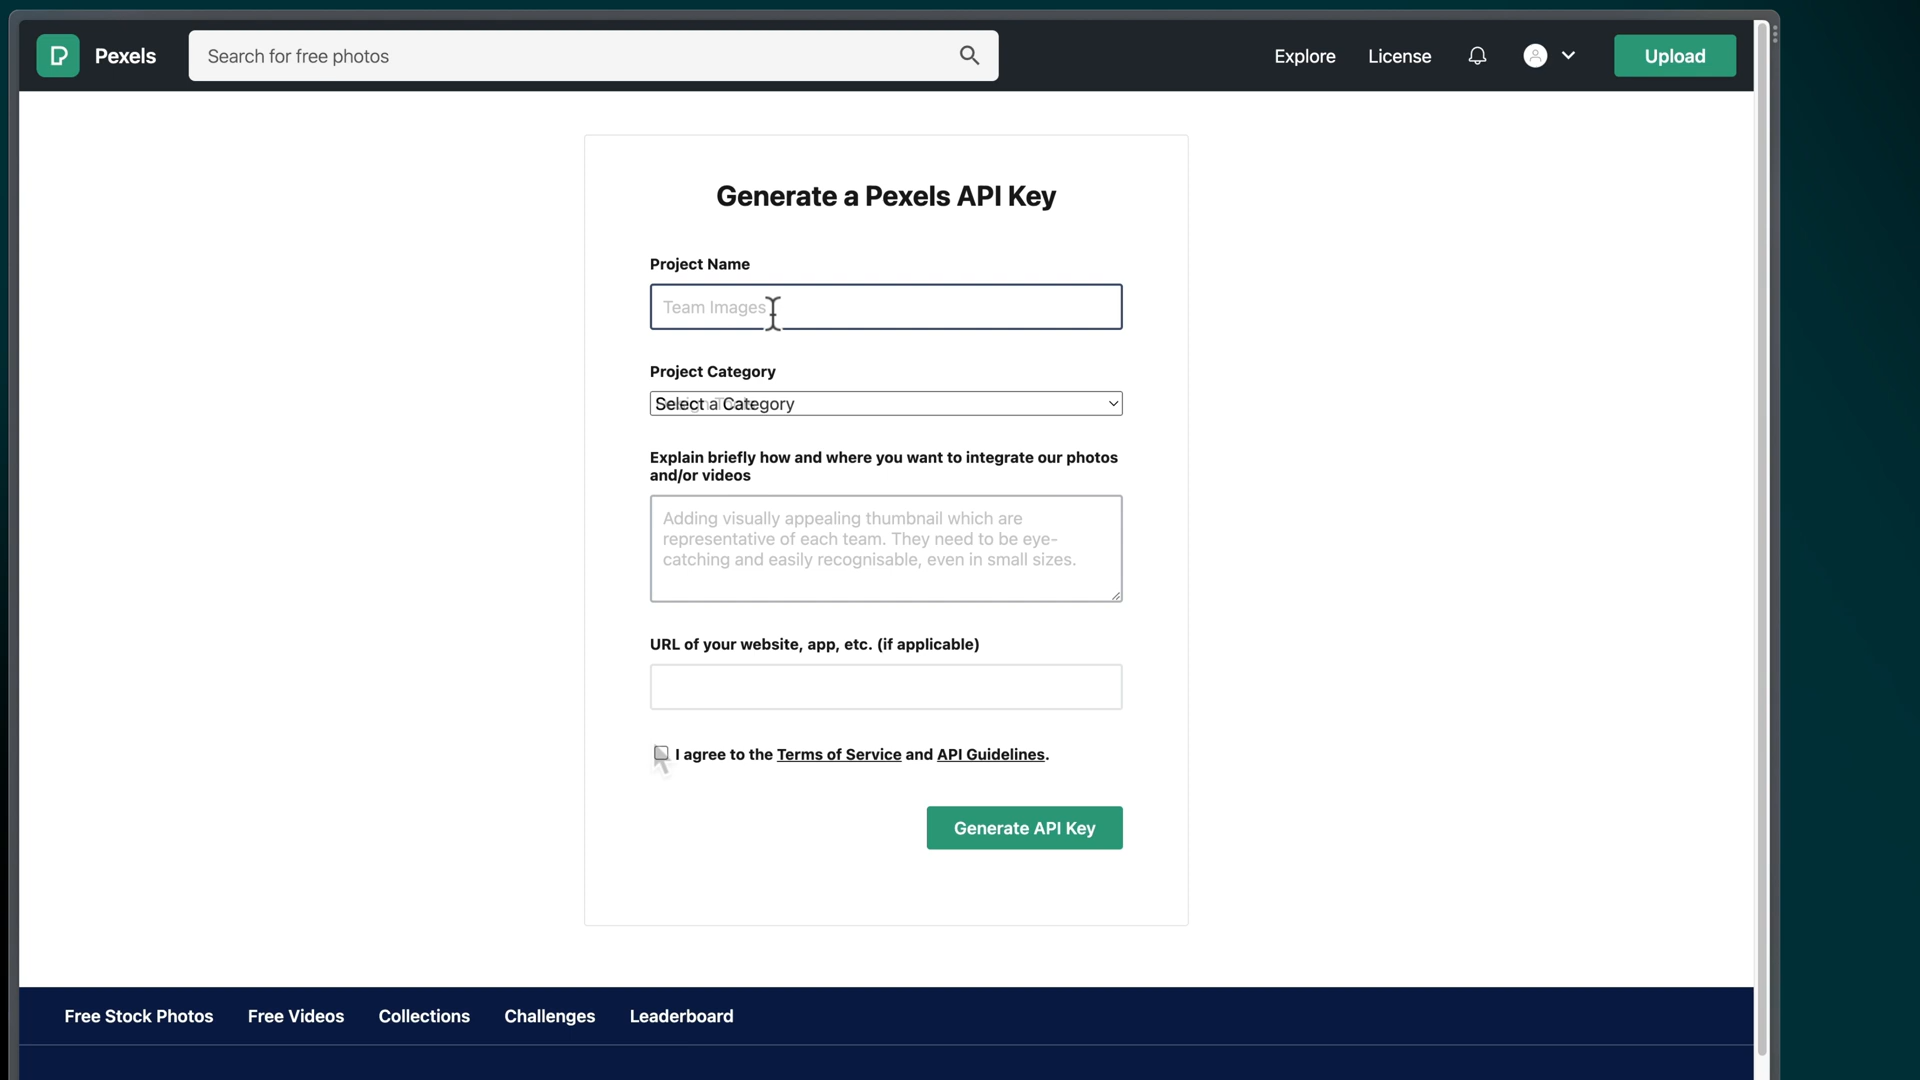 Pexels
Search for free photos
Explore
License
Upload
Generate a Pexels API Key
Project Name
Team Images
Project Category
Select a Category
Explain briefly how and where you want to integrate our photos
and/or videos
Adding visually appealing thumbnail which are
representative of each team. They need to be eye-
catching and easily recognisable, even in small sizes.
URL of your website, app, etc. (if applicable)
I agree to the Terms of Service and API Guidelines.
Generate API Key
Free Stock Photos
Free Videos
Collections
Challenges
Leaderboard